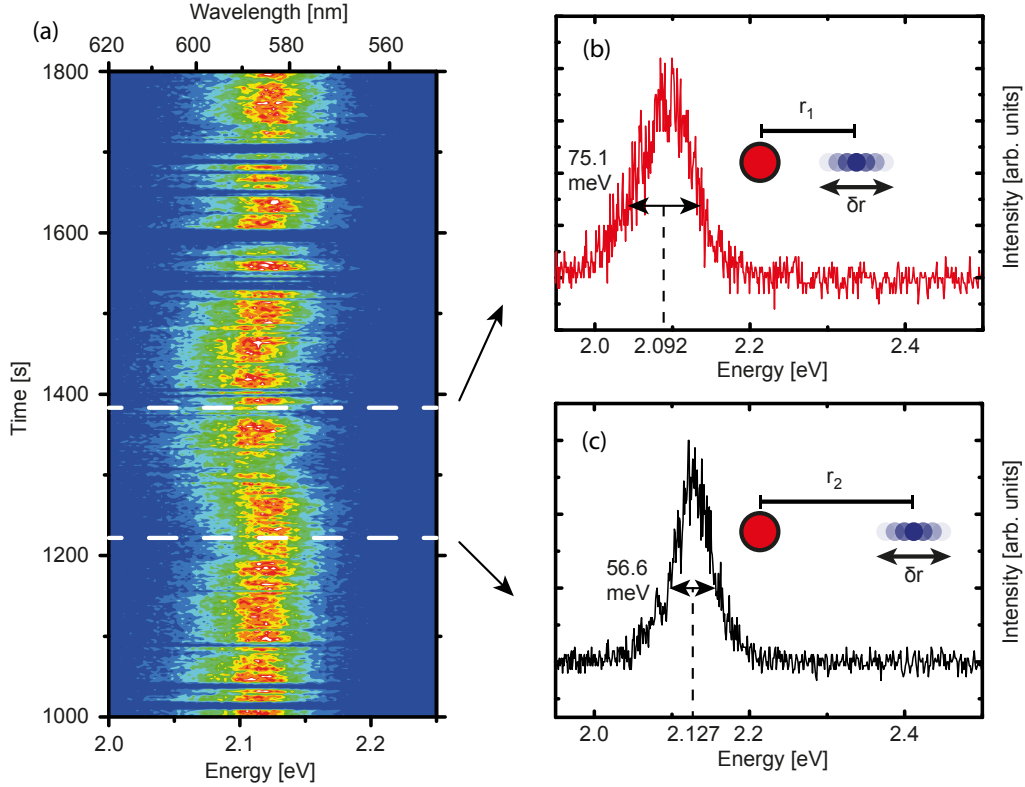 (a)
Wavelength [nm]
620 600 580 560
1800
1600
1400
1200
1000
Time [s]
2.0 2.1 2.2
Energy [eV]
(b)
75.1
meV
r1
δr
Intensity [arb. units]
2.0 2.092 2.2 2.4
Energy [eV]
(c)
56.6
meV
r2
δr
Intensity [arb. units]
2.0 2.127 2.2 2.4
Energy [eV]